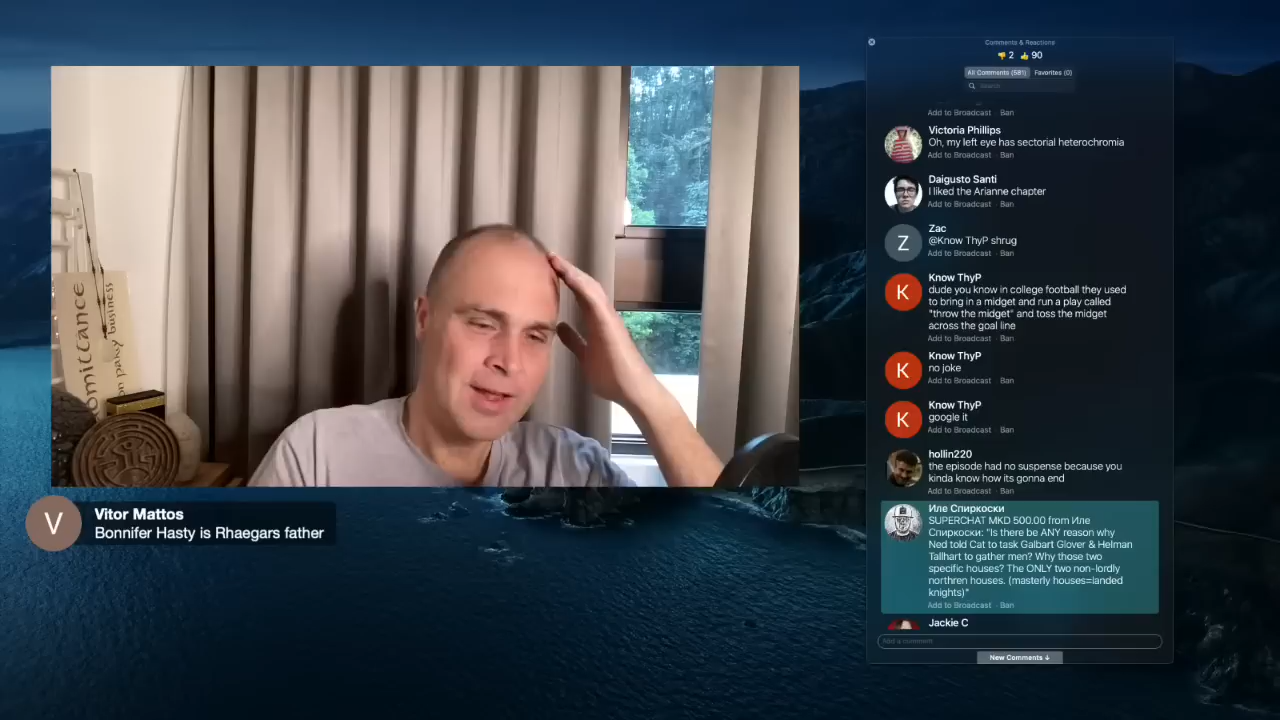 omittance
on party business
V
Vitor Mattos
Bonnifer Hasty is Rhaegars father
Comments & Reactions
👎 2 👍 90
All Comments (581) Favorites (0)
Search
Add to Broadcast · Ban
Victoria Phillips
Oh, my left eye has sectorial heterochromia
Add to Broadcast · Ban
Daigusto Santi
I liked the Arianne chapter
Add to Broadcast · Ban
Z
Zac
@Know ThyP shrug
Add to Broadcast · Ban
K
Know ThyP
dude you know in college football they used
to bring in a midget and run a play called
"throw the midget" and toss the midget
across the goal line
Add to Broadcast · Ban
K
Know ThyP
no joke
Add to Broadcast · Ban
K
Know ThyP
google it
Add to Broadcast · Ban
hollin220
the episode had no suspense because you
kinda know how its gonna end
Add to Broadcast · Ban
Иле Спиркоски
SUPERCHAT MKD 500.00 from Иле
Спиркоски: "Is there be ANY reason why
Ned told Cat to task Galbart Glover & Helman
Tallhart to gather men? Why those two
specific houses? The ONLY two non-lordly
northren houses. (masterly houses=landed
knights)"
Add to Broadcast · Ban
Jackie C
Add a comment
New Comments ↓